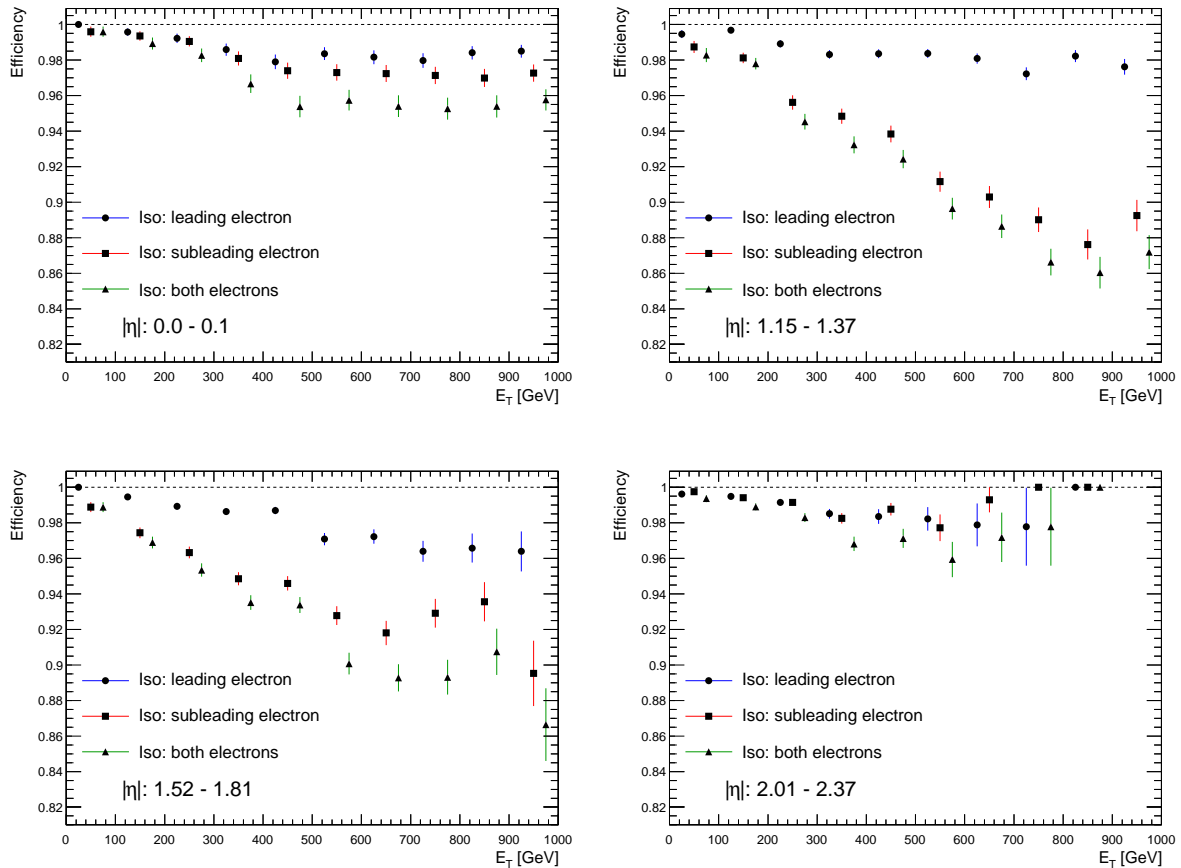 Efficiency
1
0.98
0.96
0.94
0.92
0.9
0.88
0.86
0.84
0.82
Iso: leading electron
Iso: subleading electron
Iso: both electrons
|η|: 0.0 - 0.1
0 100 200 300 400 500 600 700 800 900 1000
E_T [GeV]
Efficiency
1
0.98
0.96
0.94
0.92
0.9
0.88
0.86
0.84
0.82
Iso: leading electron
Iso: subleading electron
Iso: both electrons
|η|: 1.15 - 1.37
0 100 200 300 400 500 600 700 800 900 1000
E_T [GeV]
Efficiency
1
0.98
0.96
0.94
0.92
0.9
0.88
0.86
0.84
0.82
Iso: leading electron
Iso: subleading electron
Iso: both electrons
|η|: 1.52 - 1.81
0 100 200 300 400 500 600 700 800 900 1000
E_T [GeV]
Efficiency
1
0.98
0.96
0.94
0.92
0.9
0.88
0.86
0.84
0.82
Iso: leading electron
Iso: subleading electron
Iso: both electrons
|η|: 2.01 - 2.37
0 100 200 300 400 500 600 700 800 900 1000
E_T [GeV]